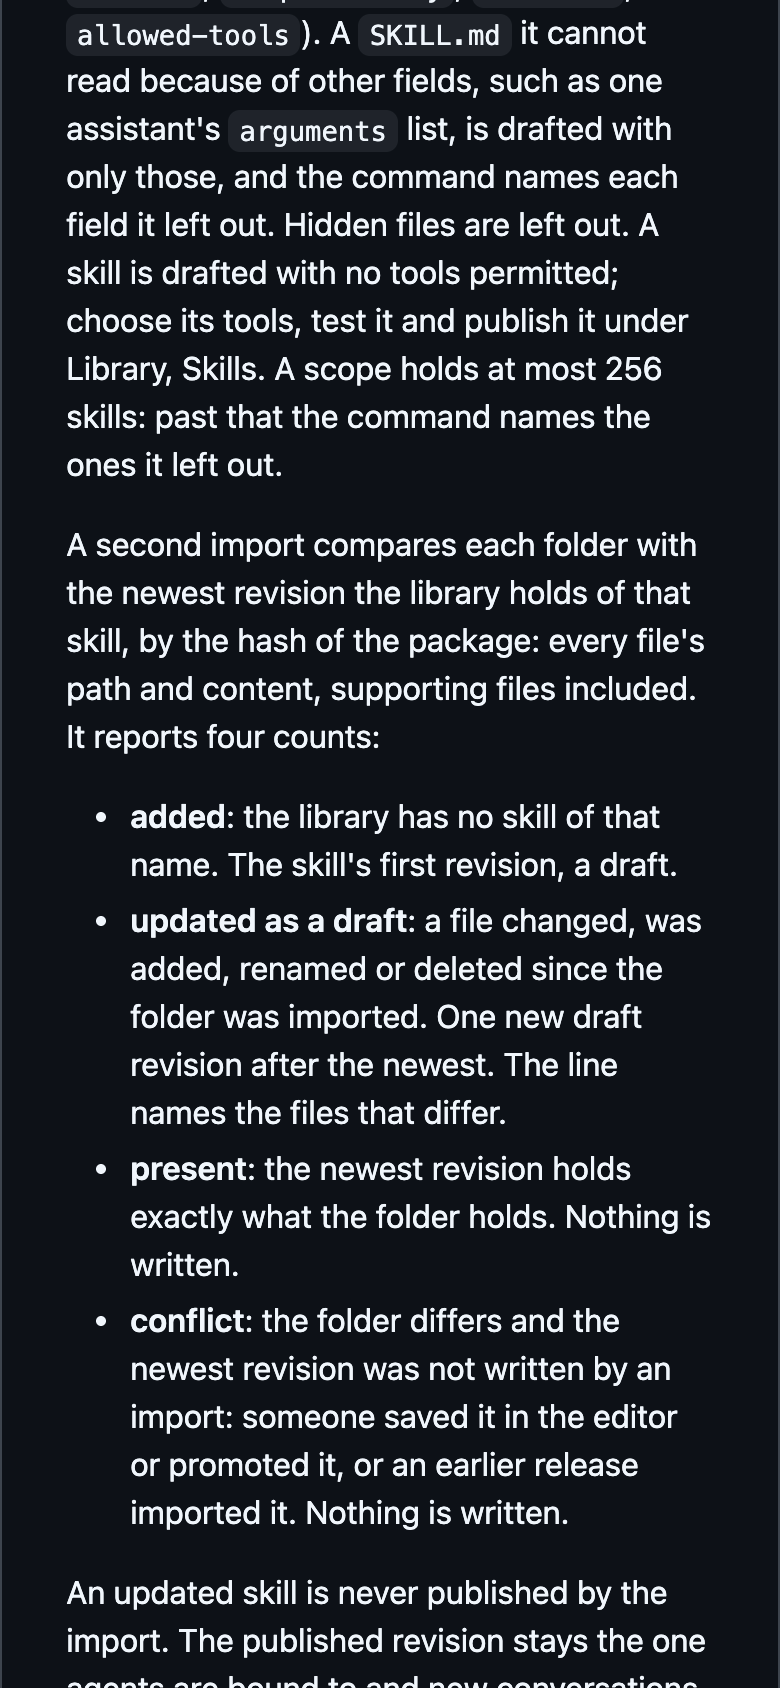 allowed-tools). A SKILL.md it cannot
read because of other fields, such as one
assistant's arguments list, is drafted with
only those, and the command names each
field it left out. Hidden files are left out. A
skill is drafted with no tools permitted;
choose its tools, test it and publish it under
Library, Skills. A scope holds at most 256
skills: past that the command names the
ones it left out.
A second import compares each folder with
the newest revision the library holds of that
skill, by the hash of the package: every file's
path and content, supporting files included.
It reports four counts:
• added: the library has no skill of that
name. The skill's first revision, a draft.
• updated as a draft: a file changed, was
added, renamed or deleted since the
folder was imported. One new draft
revision after the newest. The line
names the files that differ.
• present: the newest revision holds
exactly what the folder holds. Nothing is
written.
• conflict: the folder differs and the
newest revision was not written by an
import: someone saved it in the editor
or promoted it, or an earlier release
imported it. Nothing is written.
An updated skill is never published by the
import. The published revision stays the one
agents are bound to and new conversations